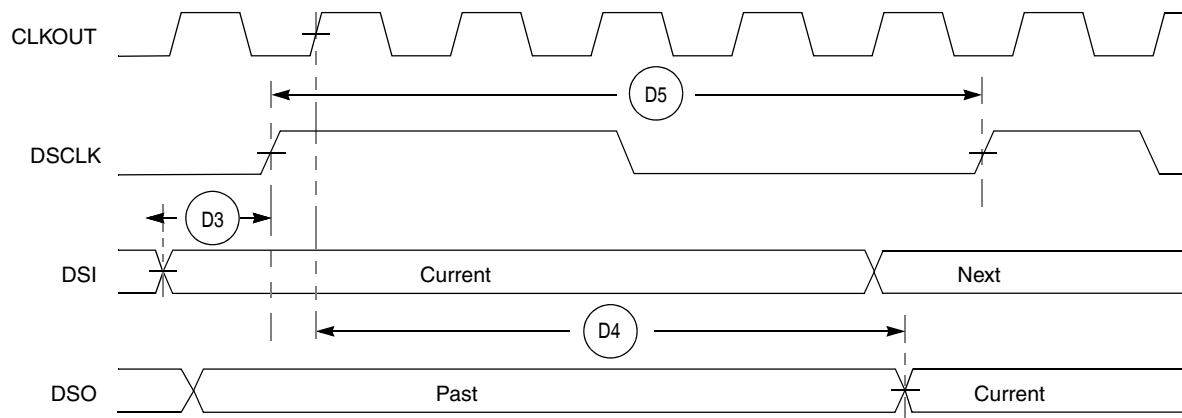 CLKOUT
D5
DSCLK
D3
DSI
Current
Next
D4
DSO
Past
Current